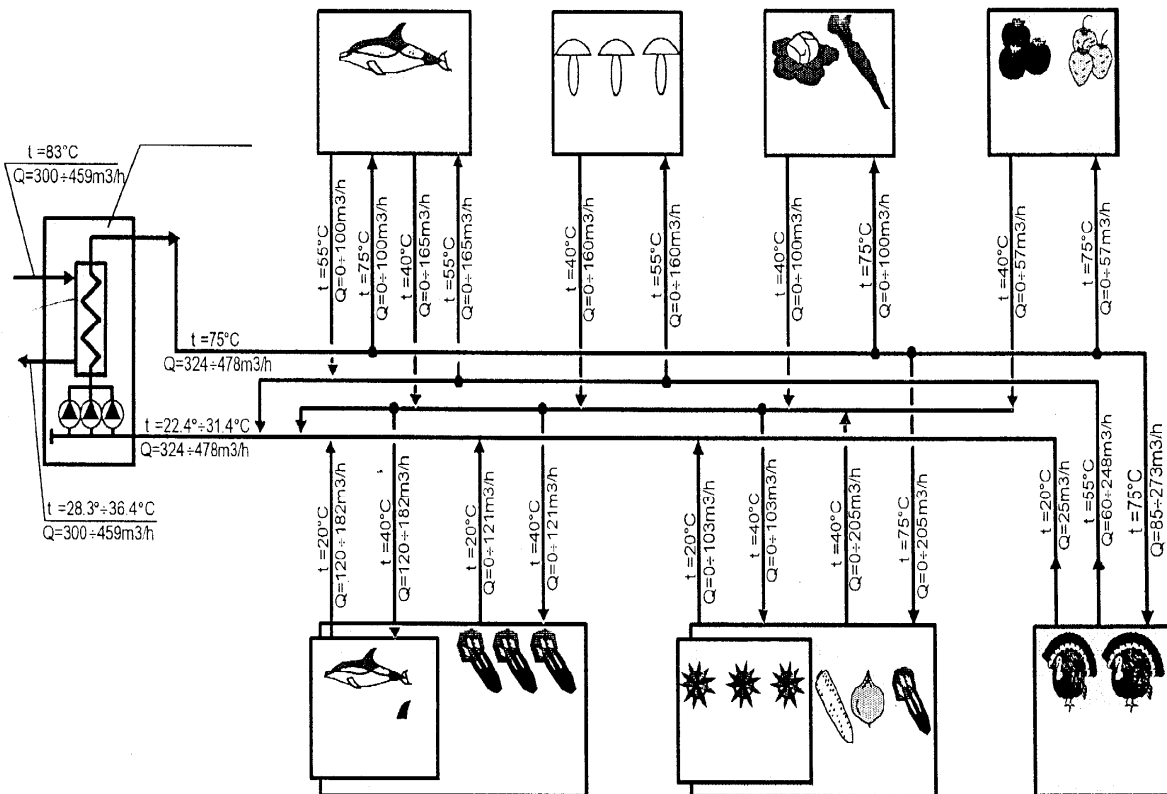 t =83°C
Q=300÷459m3/h
t=55°C
Q=0÷100m3/h
t =75°C
Q=0÷100m3/h
t =40°C
Q=0÷165m3/h
t =55°C
Q=0÷165m3/h
t =40°C
Q=0÷160m3/h
t =55°C
Q=0÷160m3/h
t =40°C
Q=0÷100m3/h
t =75°C
Q=0÷100m3/h
t =40°C
Q=0÷57m3/h
t =75°C
Q=0÷57m3/h
t =75°C
Q=324÷478m3/h
t=22.4°÷31.4°C
Q=324÷478m3/h
t =28.3°÷36.4°C
Q=300÷459m3/h
t =20°C
Q=120÷182m3/h
t =40°C
Q=120÷182m3/h
t =20°C
Q=0÷121m3/h
t =40°C
Q=0÷121m3/h
t =20°C
Q=0÷103m3/h
t =40°C
Q=0÷103m3/h
t =40°C
Q=0÷205m3/h
t =75°C
Q=0÷205m3/h
t =20°C
Q=25m3/h
t =55°C
Q=60÷248m3/h
t =75°C
Q=85÷273m3/h